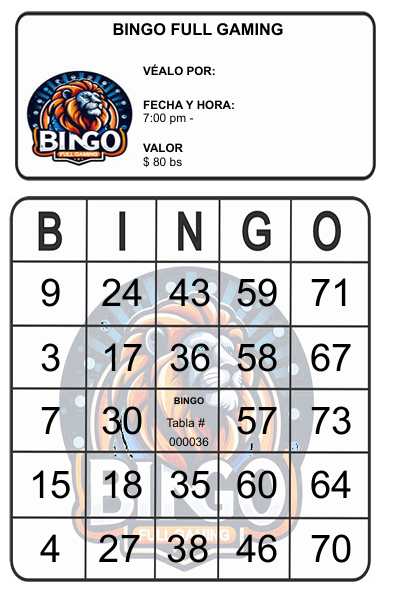 BINGO FULL GAMING
VÉALO POR:
FECHA Y HORA:
7:00 pm -
VALOR
$ 80 bs
BINGO
FULL GAMING
B I N G O
9 24 43 59 71
3 17 36 58 67
BINGO
7 30 Tabla # 57 73
000036
15 18 35 60 64
BINGO
FULL GAMING
4 27 38 46 70